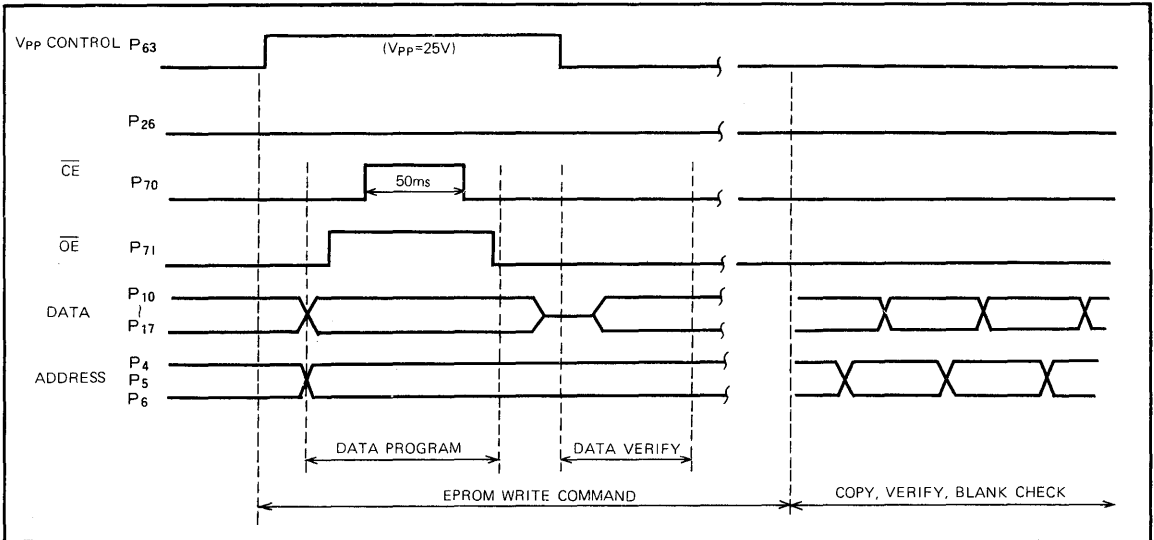 VPP CONTROL P63
(VPP=25V)
P26
CE
P70
50ms
OE
P71
DATA
P10
~
P17
ADDRESS
P4
P5
P6
DATA PROGRAM
DATA VERIFY
EPROM WRITE COMMAND
COPY, VERIFY, BLANK CHECK